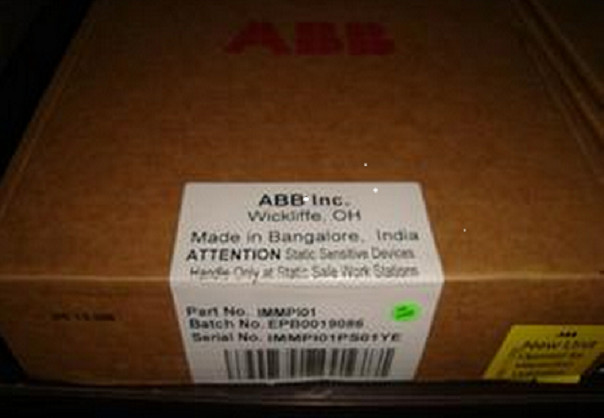 ABB
ABB Inc.
Wickliffe, OH
Made in Bangalore, India
ATTENTION Static Sensitive Devices
Handle Only at Static Safe Work Stations
Part No. IMMPI01
Batch No. EPB0019086
Serial No. IMMPI01PS01YE
ABB
New Unit